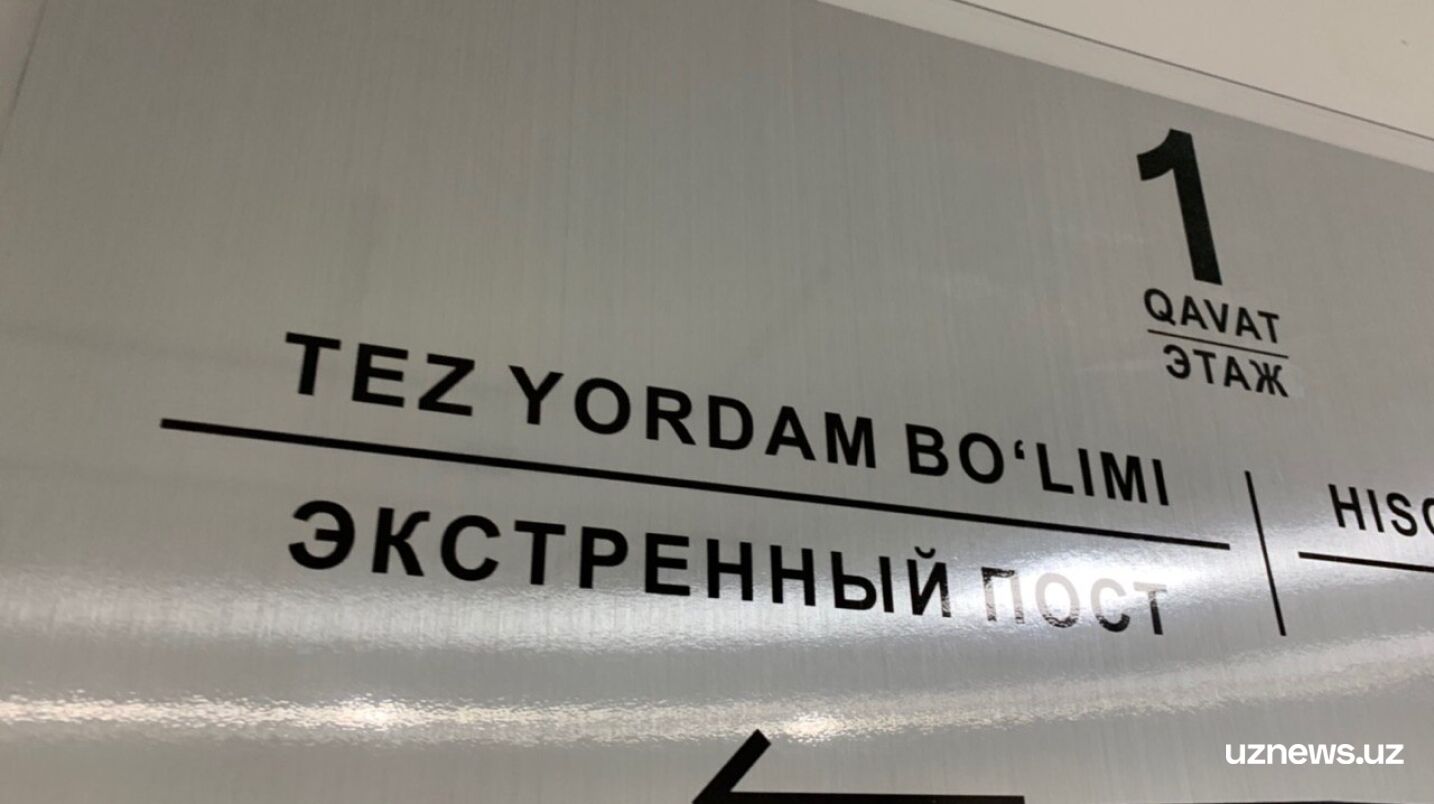 1
QAVAT
ЭТАЖ
TEZ YORDAM BO‘LIMI
ЭКСТРЕННЫЙ ПОСТ
uznews.uz